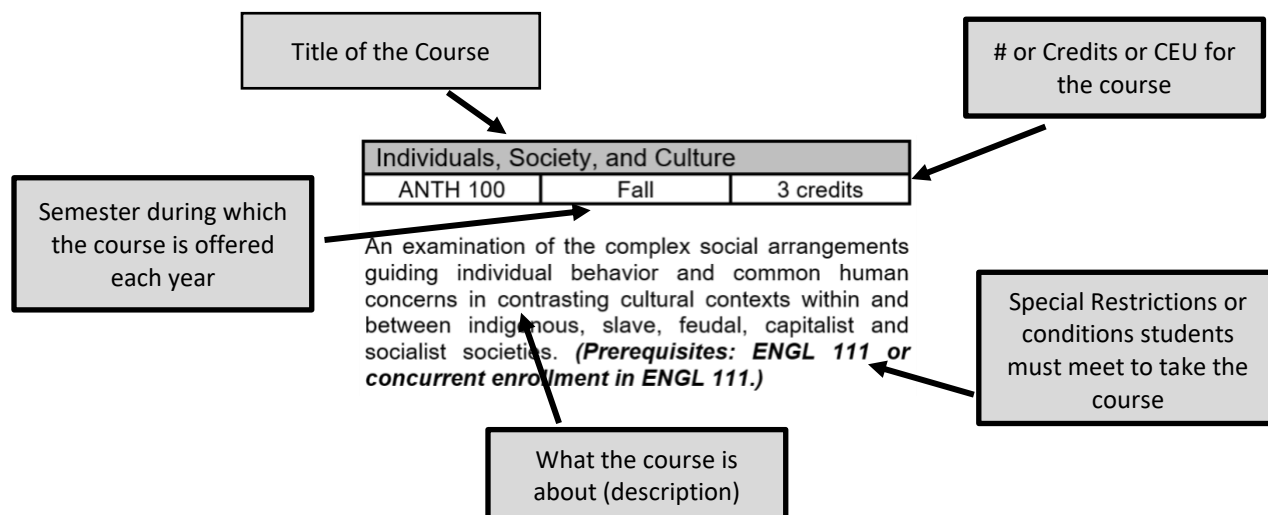 Title of the Course
# or Credits or CEU for
the course
Individuals, Society, and Culture
ANTH 100 Fall 3 credits
Semester during which
the course is offered
each year
An examination of the complex social arrangements
guiding individual behavior and common human
concerns in contrasting cultural contexts within and
between indigenous, slave, feudal, capitalist and
socialist societies. (Prerequisites: ENGL 111 or
concurrent enrollment in ENGL 111.)
Special Restrictions or
conditions students
must meet to take the
course
What the course is
about (description)